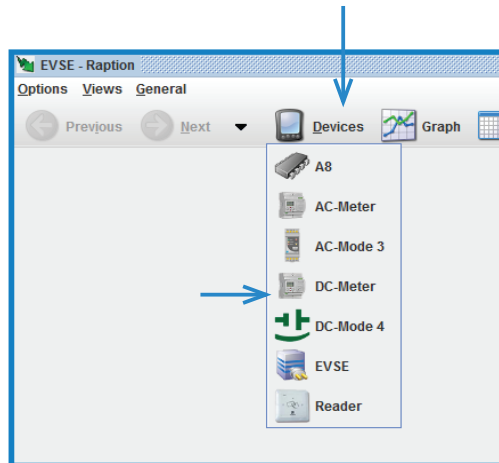 EVSE - Raption
Options Views General
Previous Next Devices Graph
A8
AC-Meter
AC-Mode 3
DC-Meter
DC-Mode 4
EVSE
Reader